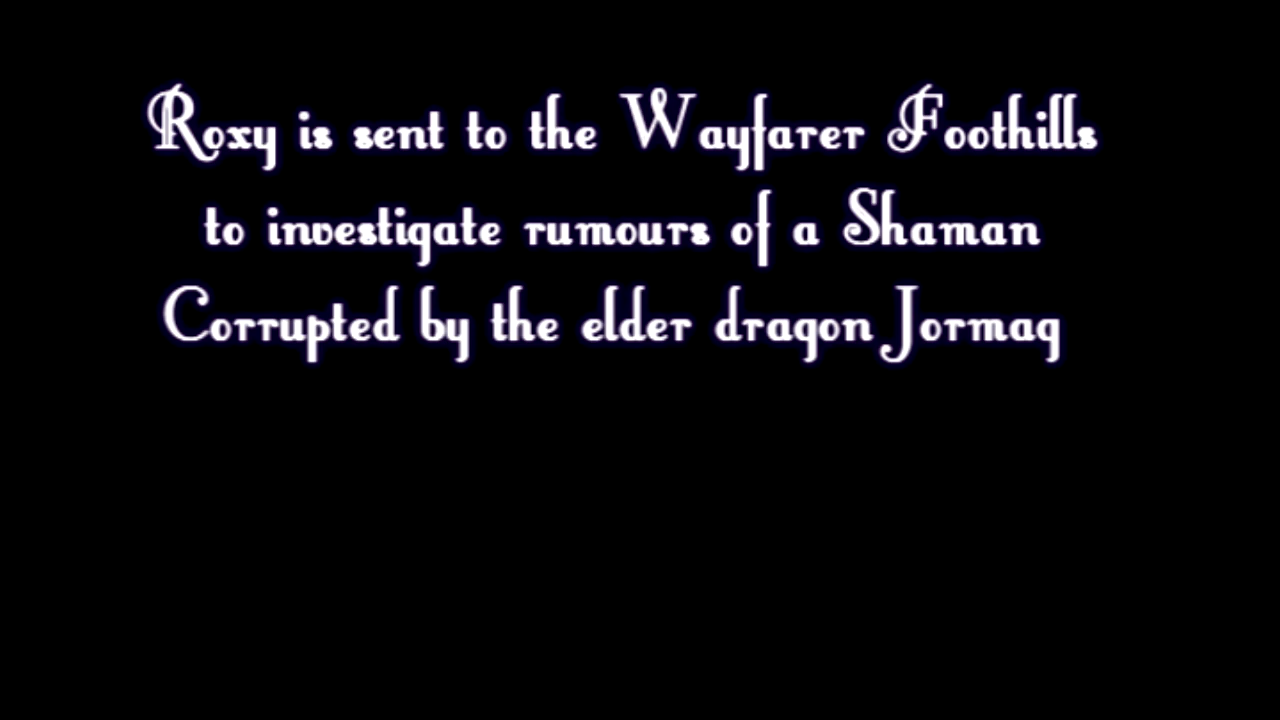 Roxy is sent to the Wayfarer Foothills
to investigate rumours of a Shaman
Corrupted by the elder dragon Jormag